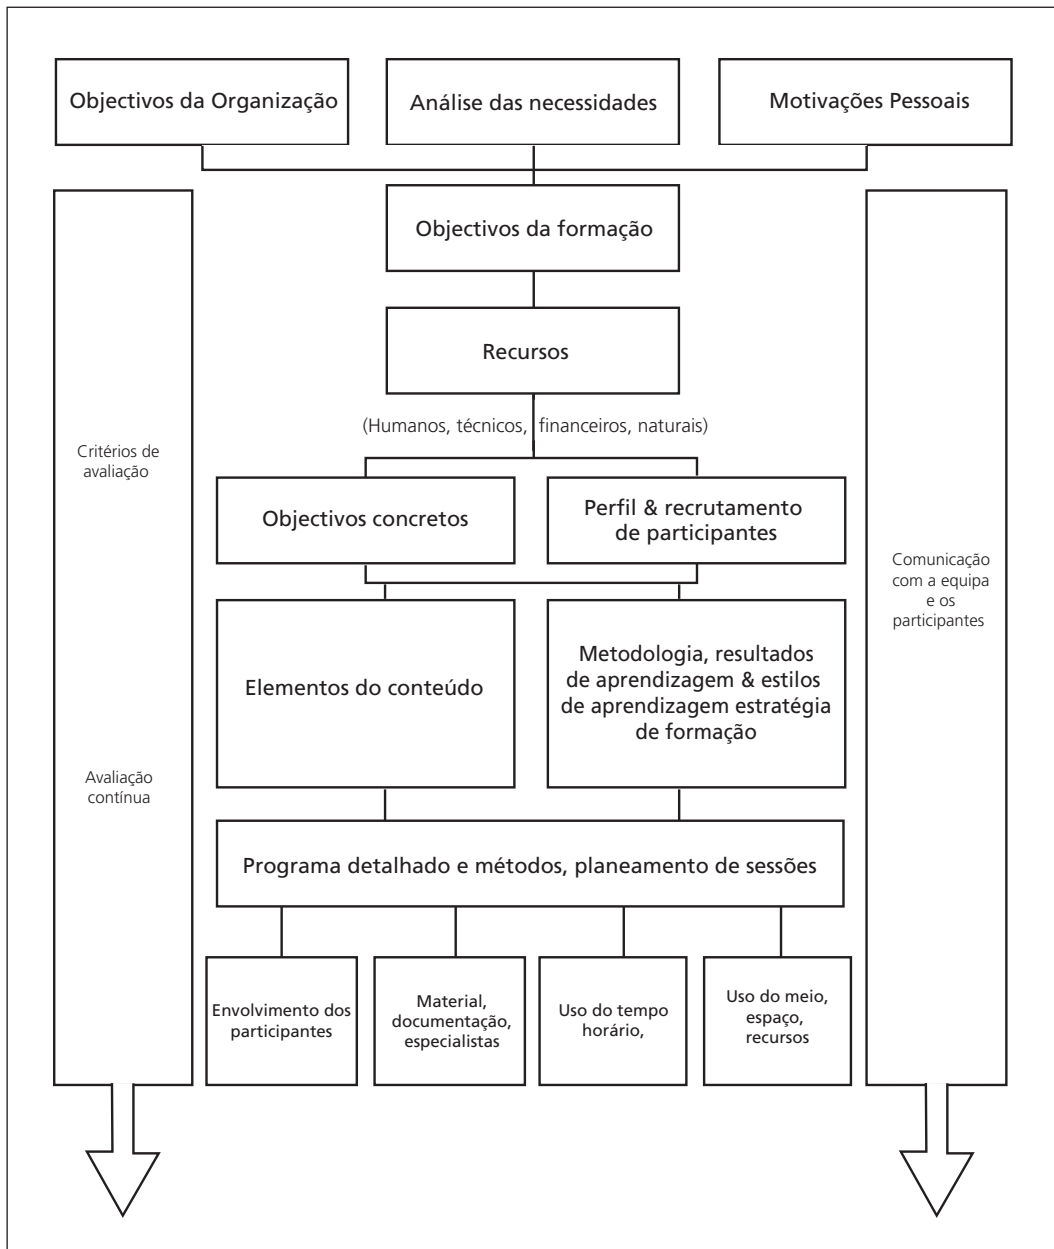 Objectivos da Organização
Análise das necessidades
Motivações Pessoais
Objectivos da formação
Recursos
(Humanos, técnicos, financeiros, naturais)
Critérios de
avaliação
Objectivos concretos
Perfil & recrutamento
de participantes
Comunicação
com a equipa
e os
participantes
Elementos do conteúdo
Metodologia, resultados
de aprendizagem & estilos
de aprendizagem estratégia
de formação
Avaliação
contínua
Programa detalhado e métodos, planeamento de sessões
Envolvimento dos
participantes
Material,
documentação,
especialistas
Uso do tempo
horário,
Uso do meio,
espaço,
recursos